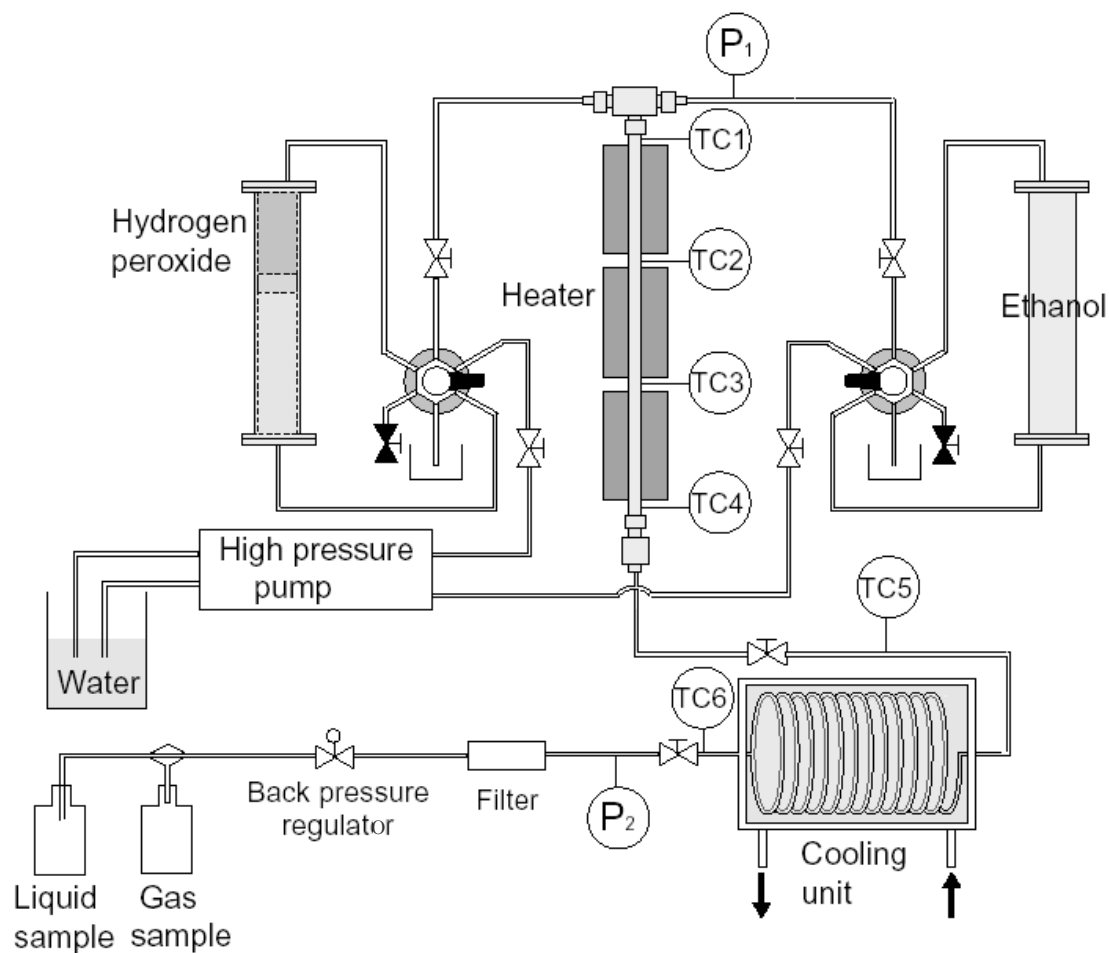 P1
TC1
Hydrogen
peroxide
TC2
Heater
Ethanol
TC3
TC4
High pressure
pump
TC5
Water
TC6
Back pressure
regulator
Filter
P2
Cooling
unit
Liquid
sample
Gas
sample